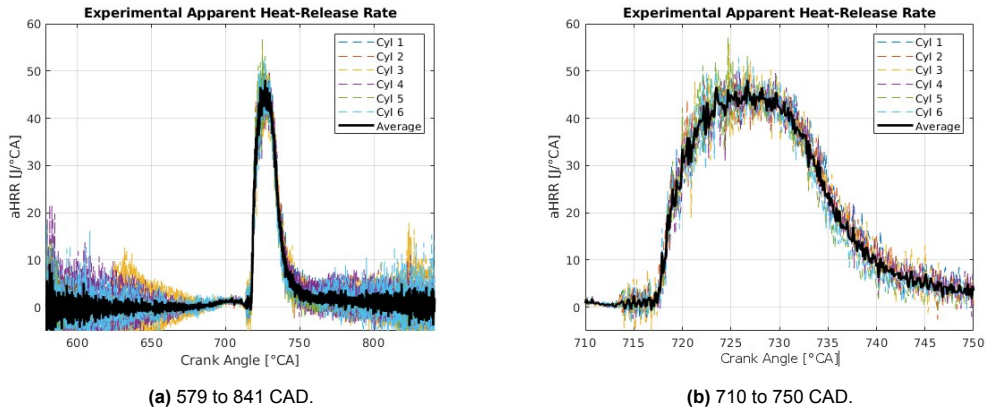 Experimental Apparent Heat-Release Rate
60
50
40
30
20
10
0
aHRR [J/°CA]
600
650
700
750
800
Crank Angle [°CA]
Cyl 1
Cyl 2
Cyl 3
Cyl 4
Cyl 5
Cyl 6
Average
(a) 579 to 841 CAD.
Experimental Apparent Heat-Release Rate
60
50
40
30
20
10
0
aHRR [J/°CA]
710
715
720
725
730
735
740
745
750
Crank Angle [°CA]
Cyl 1
Cyl 2
Cyl 3
Cyl 4
Cyl 5
Cyl 6
Average
(b) 710 to 750 CAD.